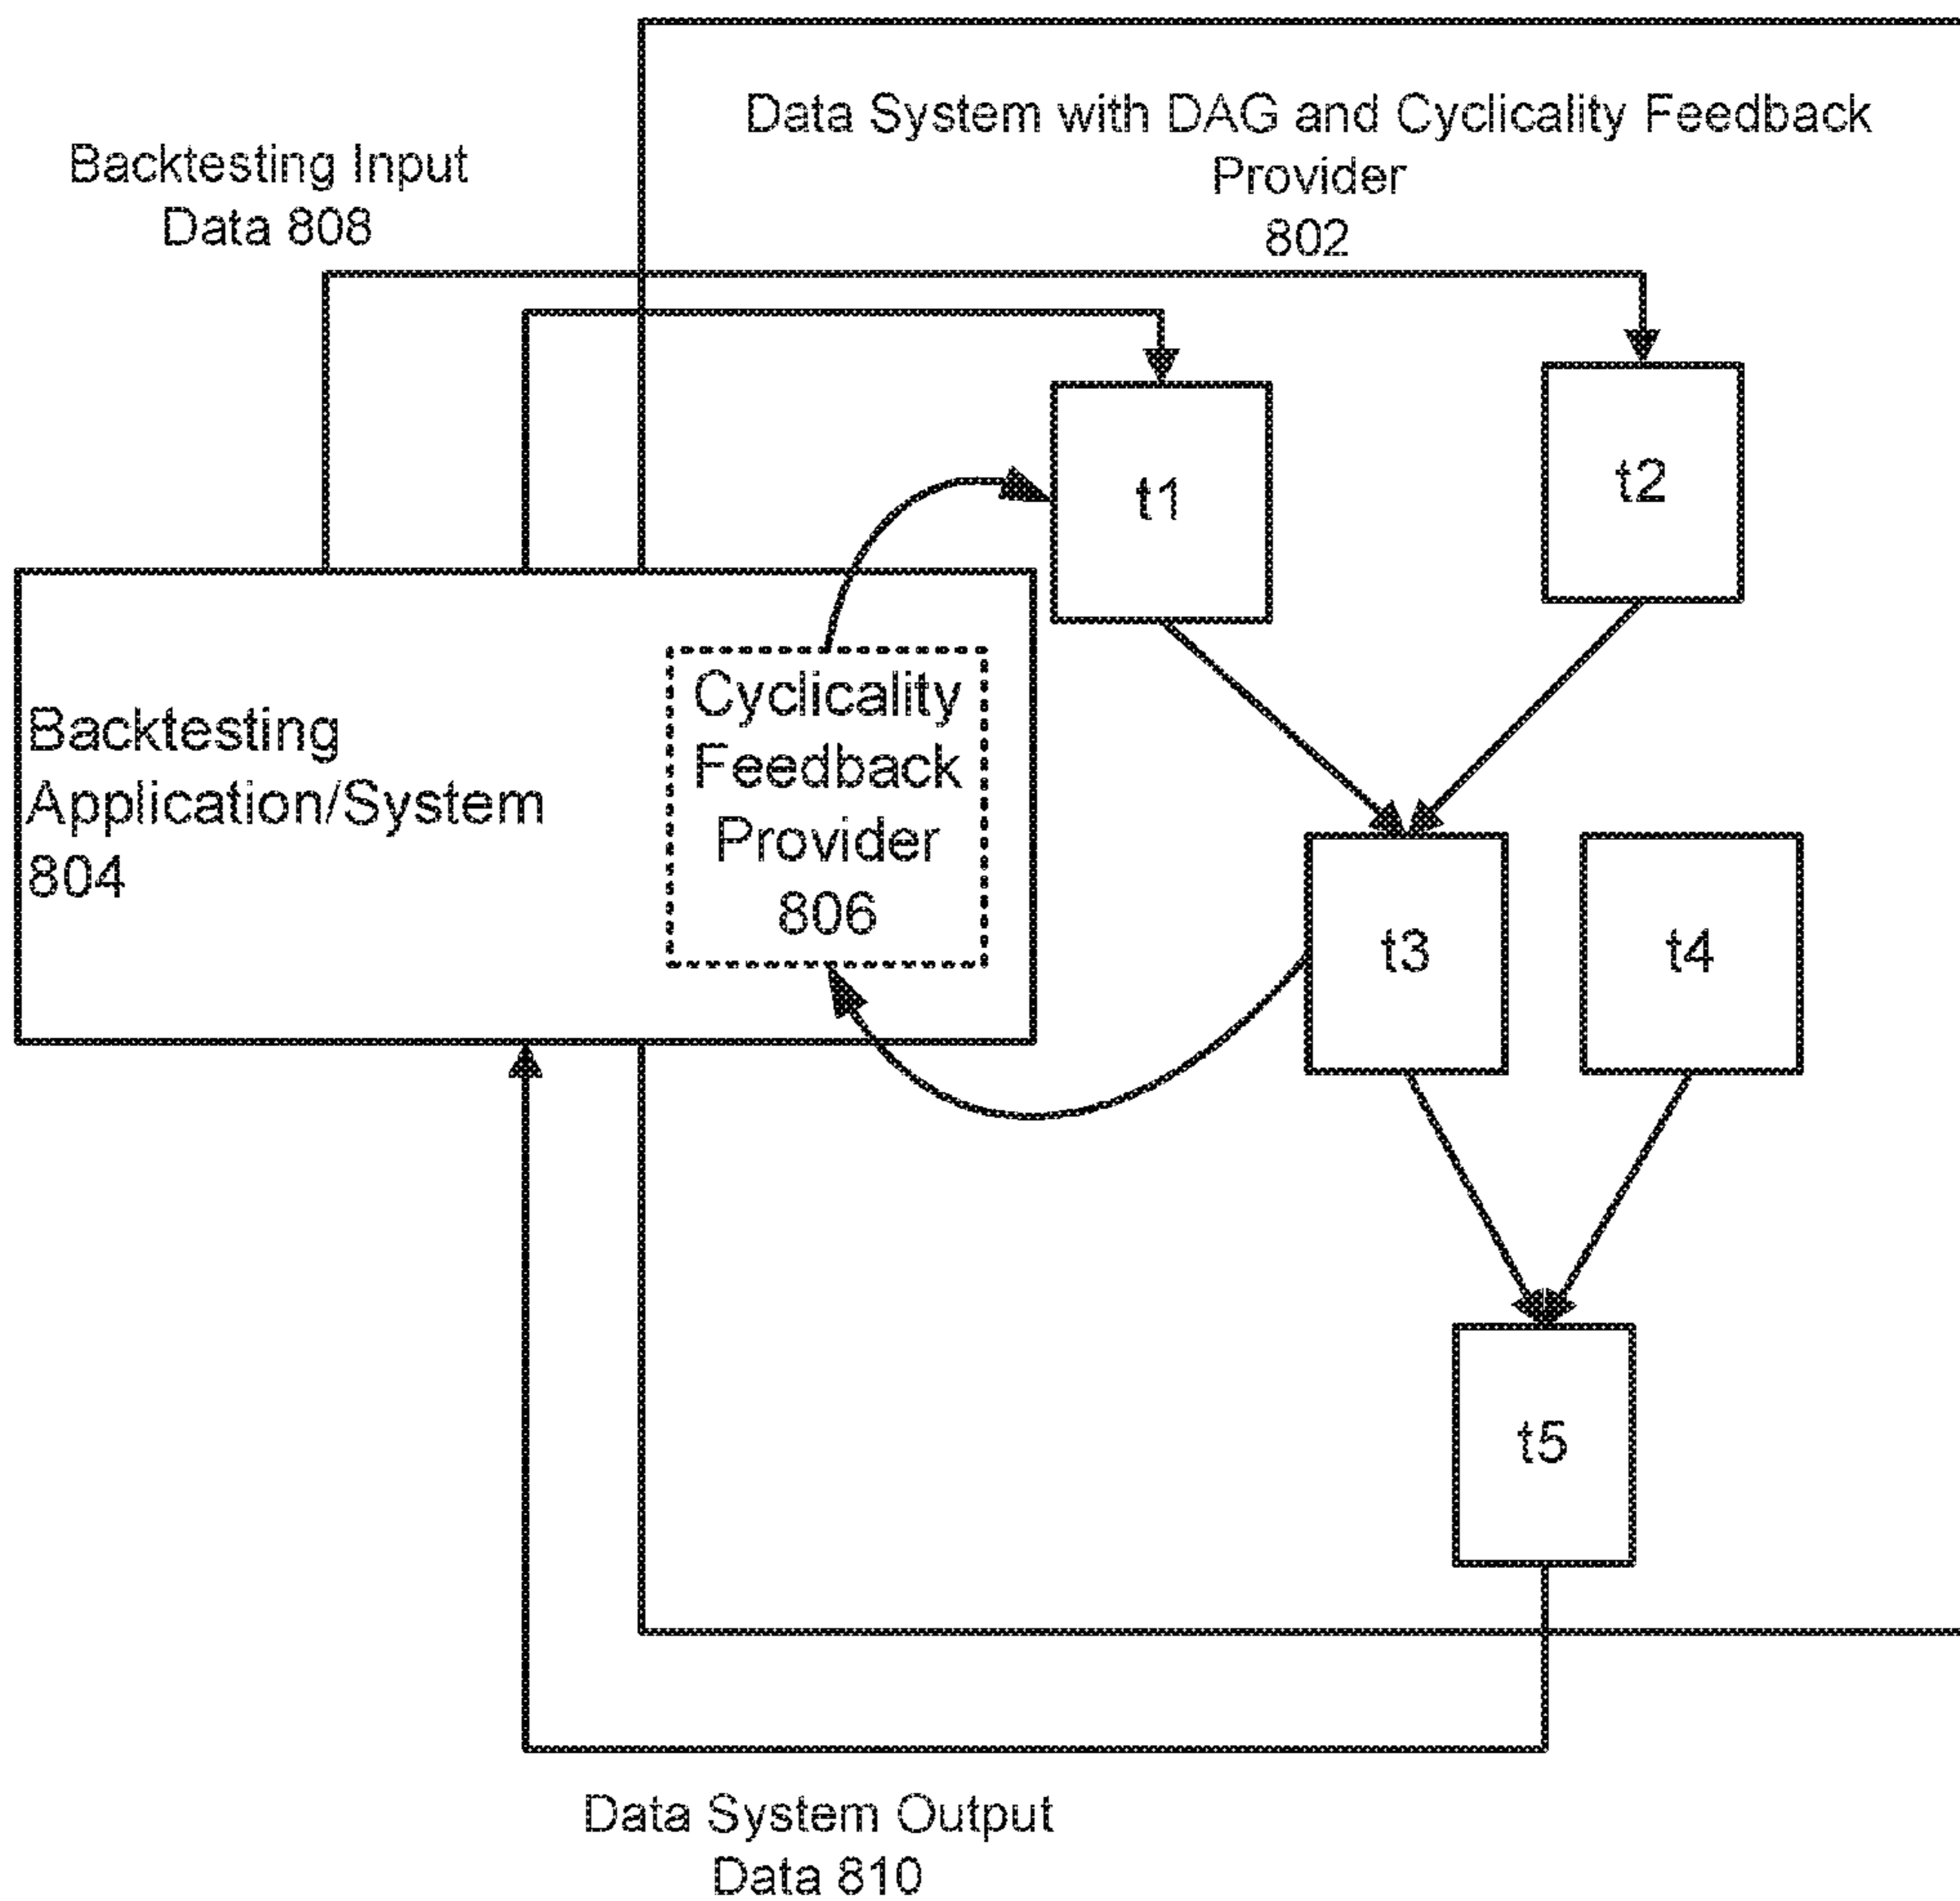 Data System with DAG and Cyclicality Feedback
Provider
802
Backtesting Input
Data 808
t1
t2
Backtesting
Application/System
804
Cyclicality
Feedback
Provider
806
t3
t4
t5
Data System Output
Data 810